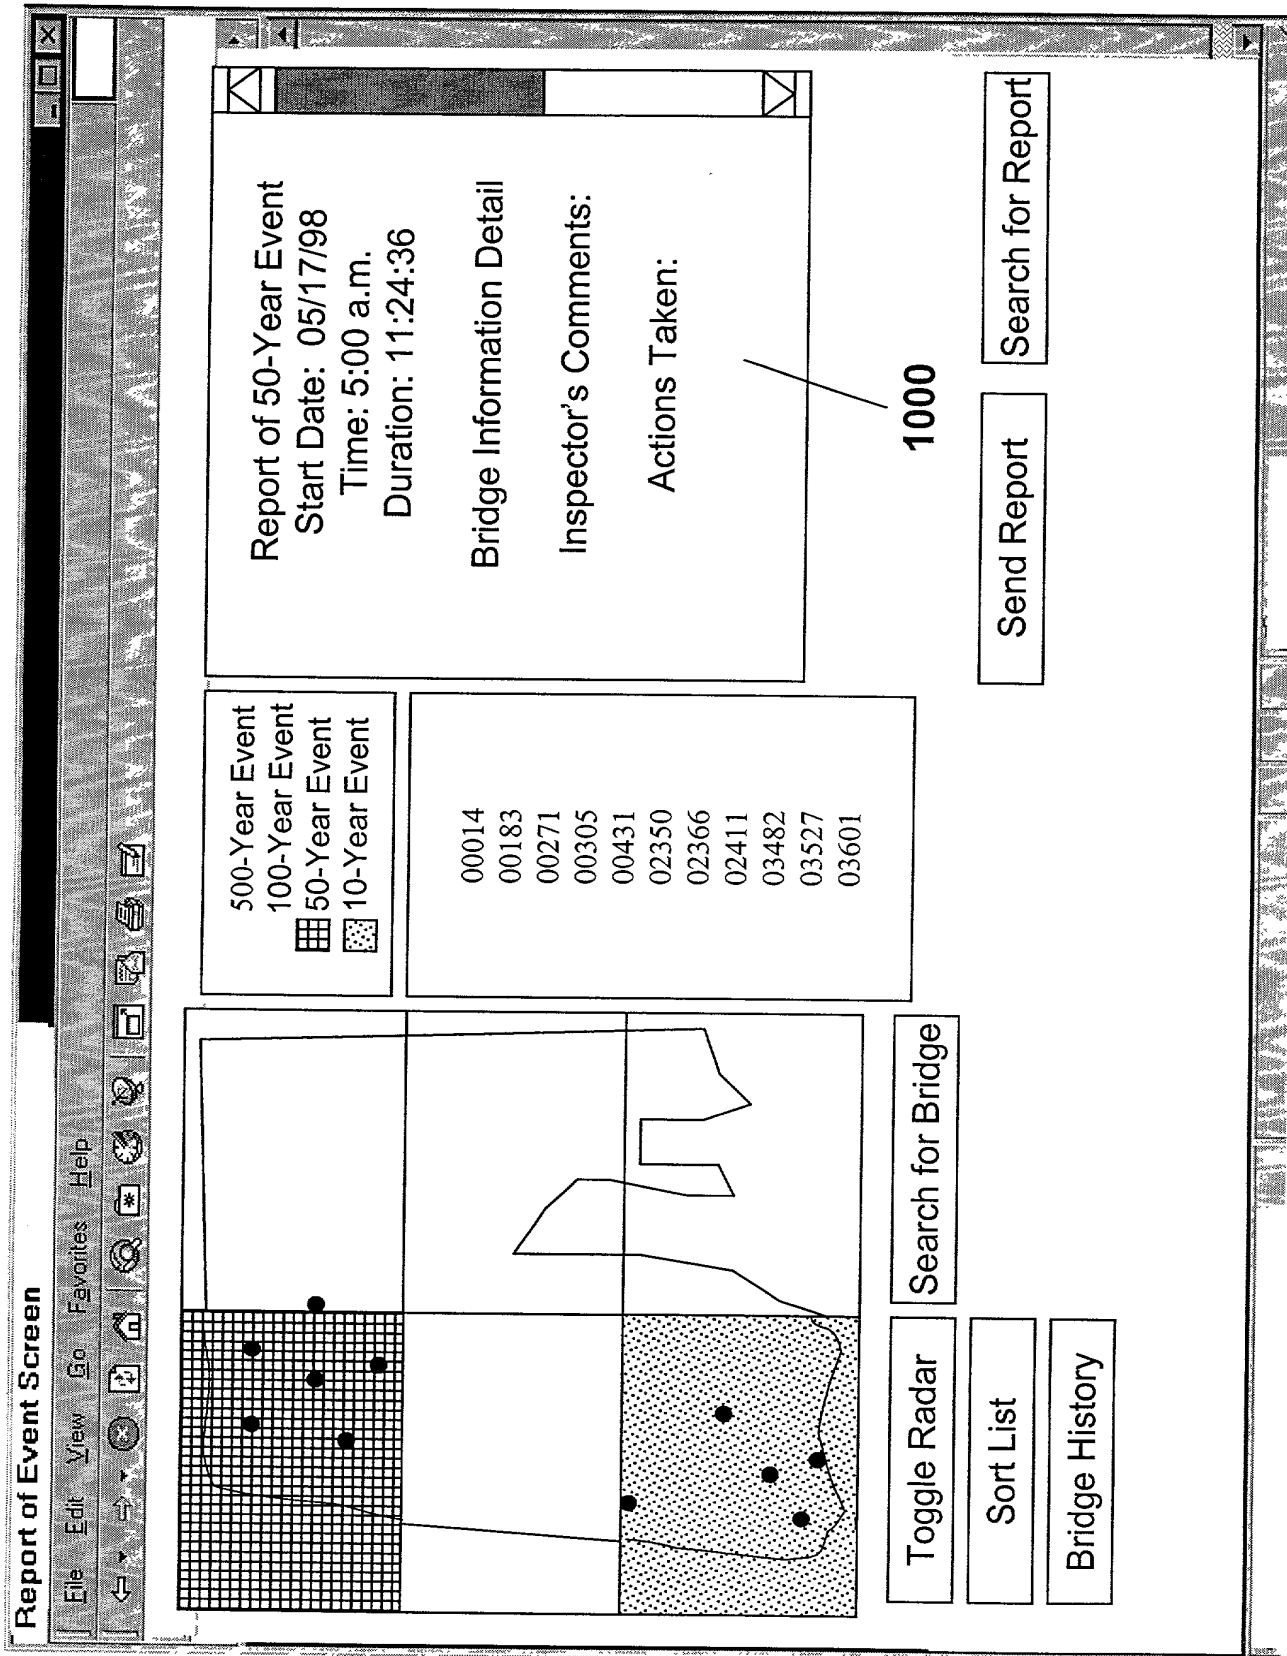 Report of Event Screen
File Edit View Go Favorites Help
500-Year Event
100-Year Event
50-Year Event
10-Year Event
00014
00183
00271
00305
00431
02350
02366
02411
03482
03527
03601
Report of 50-Year Event
Start Date: 05/17/98
Time: 5:00 a.m.
Duration: 11:24:36
Bridge Information Detail
Inspector's Comments:
Actions Taken:
1000
Toggle Radar
Search for Bridge
Sort List
Bridge History
Send Report
Search for Report